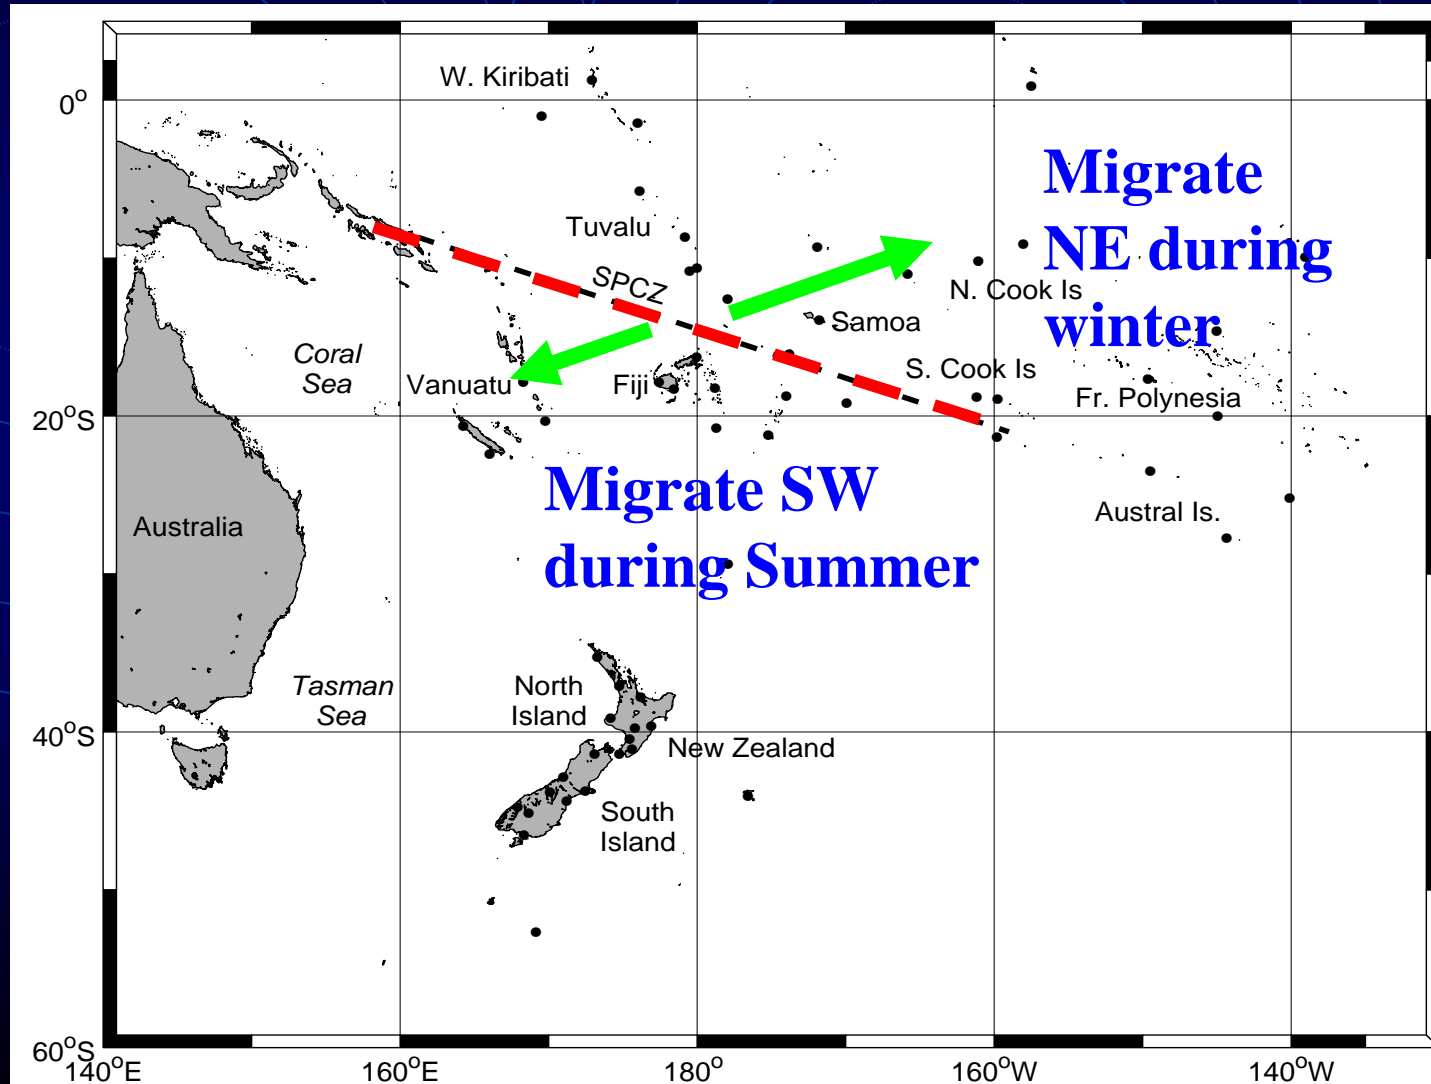 W. Kiribati
0°
Migrate
NE during
winter
Tuvalu
SPCZ
N. Cook Is
Samoa
Coral
Sea
Vanuatu
Fiji
S. Cook Is
Fr. Polynesia
20°S
Migrate SW
during Summer
Austral Is.
Australia
Tasman
Sea
North
Island
40°S
New Zealand
South
Island
60°S
140°E
160°E
180°
160°W
140°W